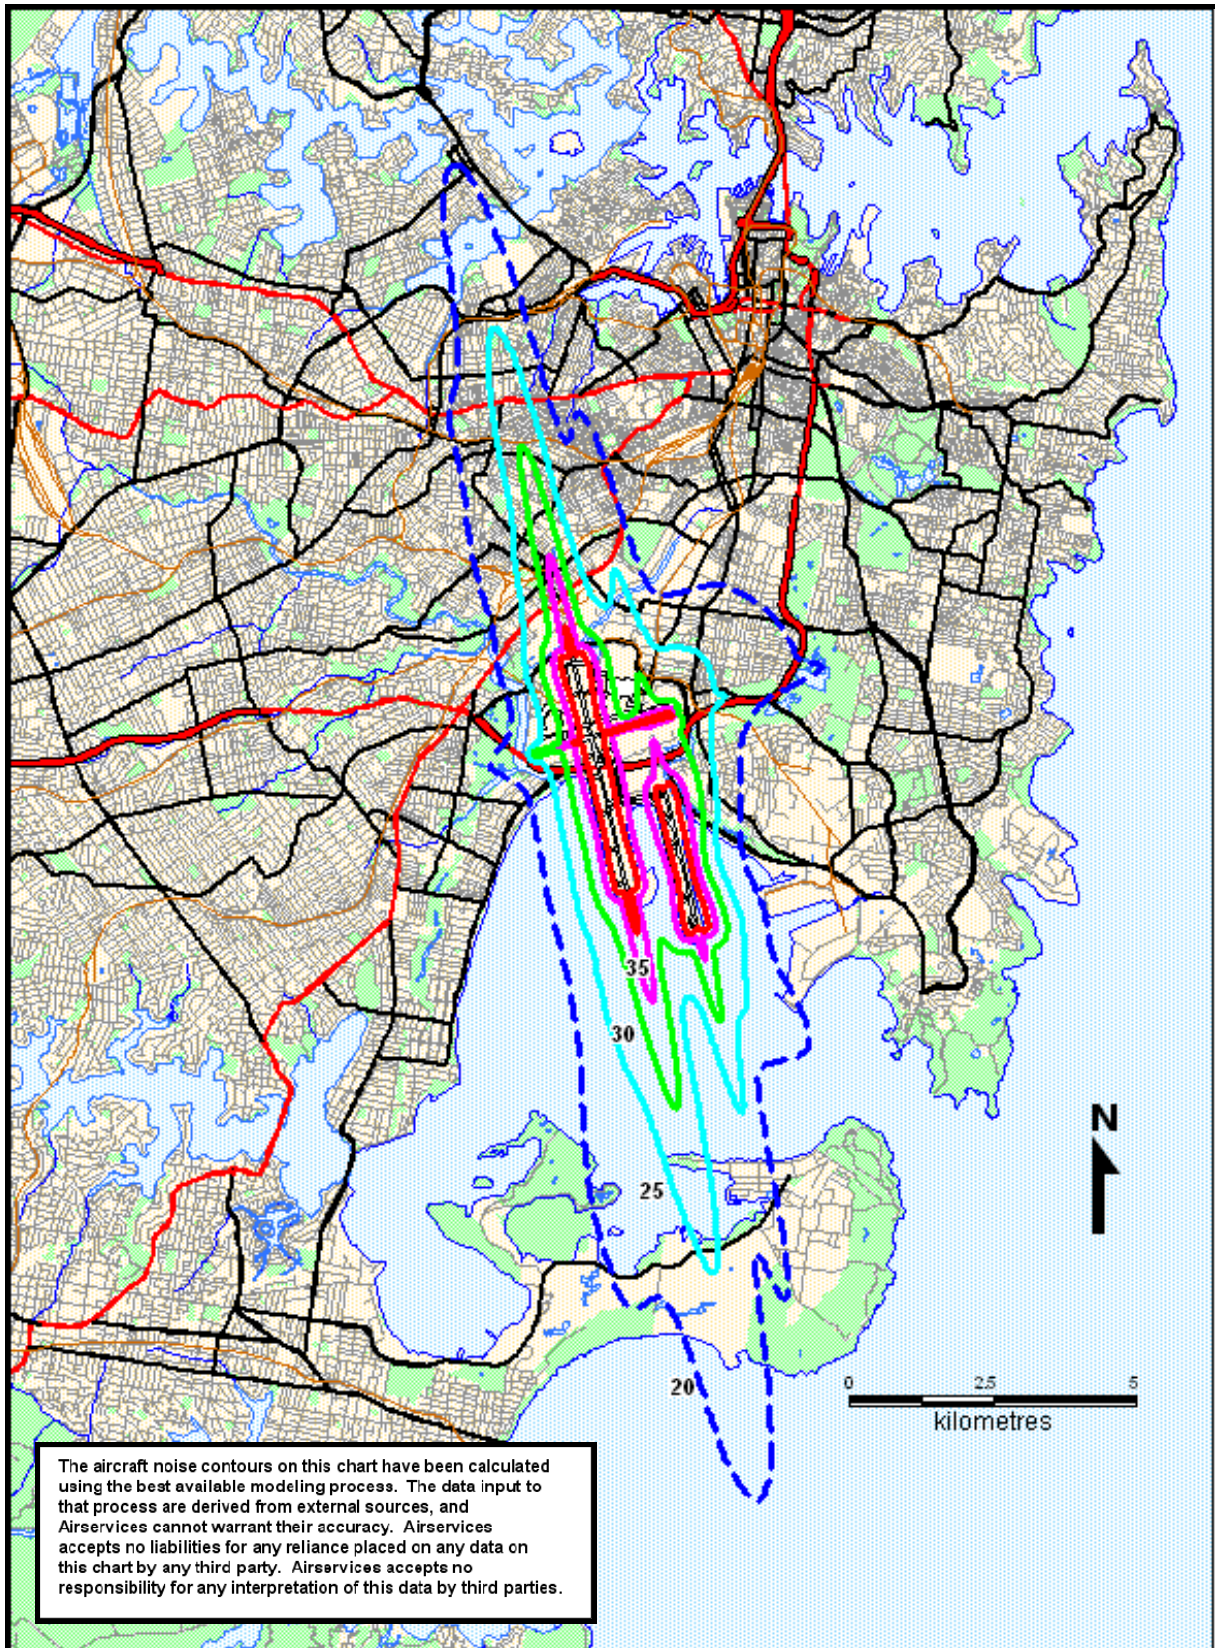 35
30
N
25
20
0 2.5 5
kilometres
The aircraft noise contours on this chart have been calculated
using the best available modeling process. The data input to
that process are derived from external sources, and
Airservices cannot warrant their accuracy. Airservices
accepts no liabilities for any reliance placed on any data on
this chart by any third party. Airservices accepts no
responsibility for any interpretation of this data by third parties.